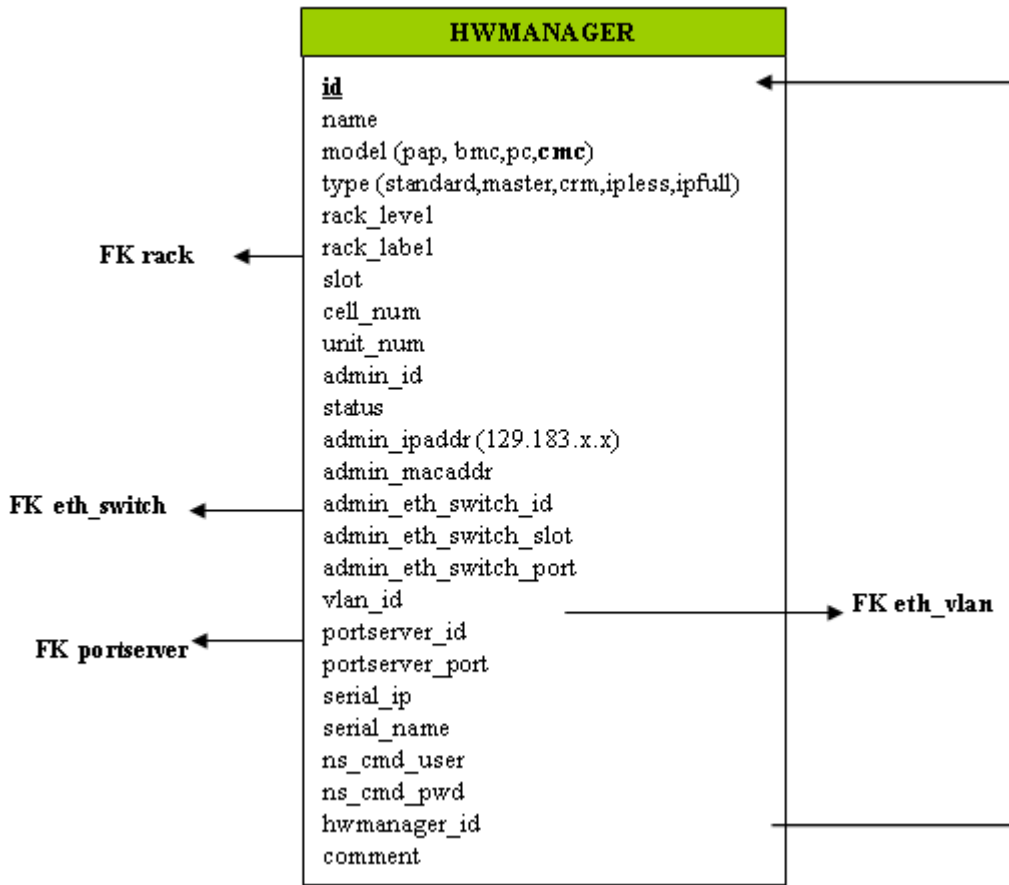 HWMANAGER
id
name
model (pap, bmc,pc,cmc)
type (standard,master,crm,ipless,ipfull)
rack_level
rack_label
FK rack
slot
cell_num
unit_num
admin_id
status
admin_ipaddr (129.183.x.x)
admin_macaddr
admin_eth_switch_id
FK eth_switch
admin_eth_switch_slot
admin_eth_switch_port
vlan_id
FK eth_vlan
portserver_id
FK portserver
portserver_port
serial_ip
serial_name
ns_cmd_user
ns_cmd_pwd
hwmanager_id
comment